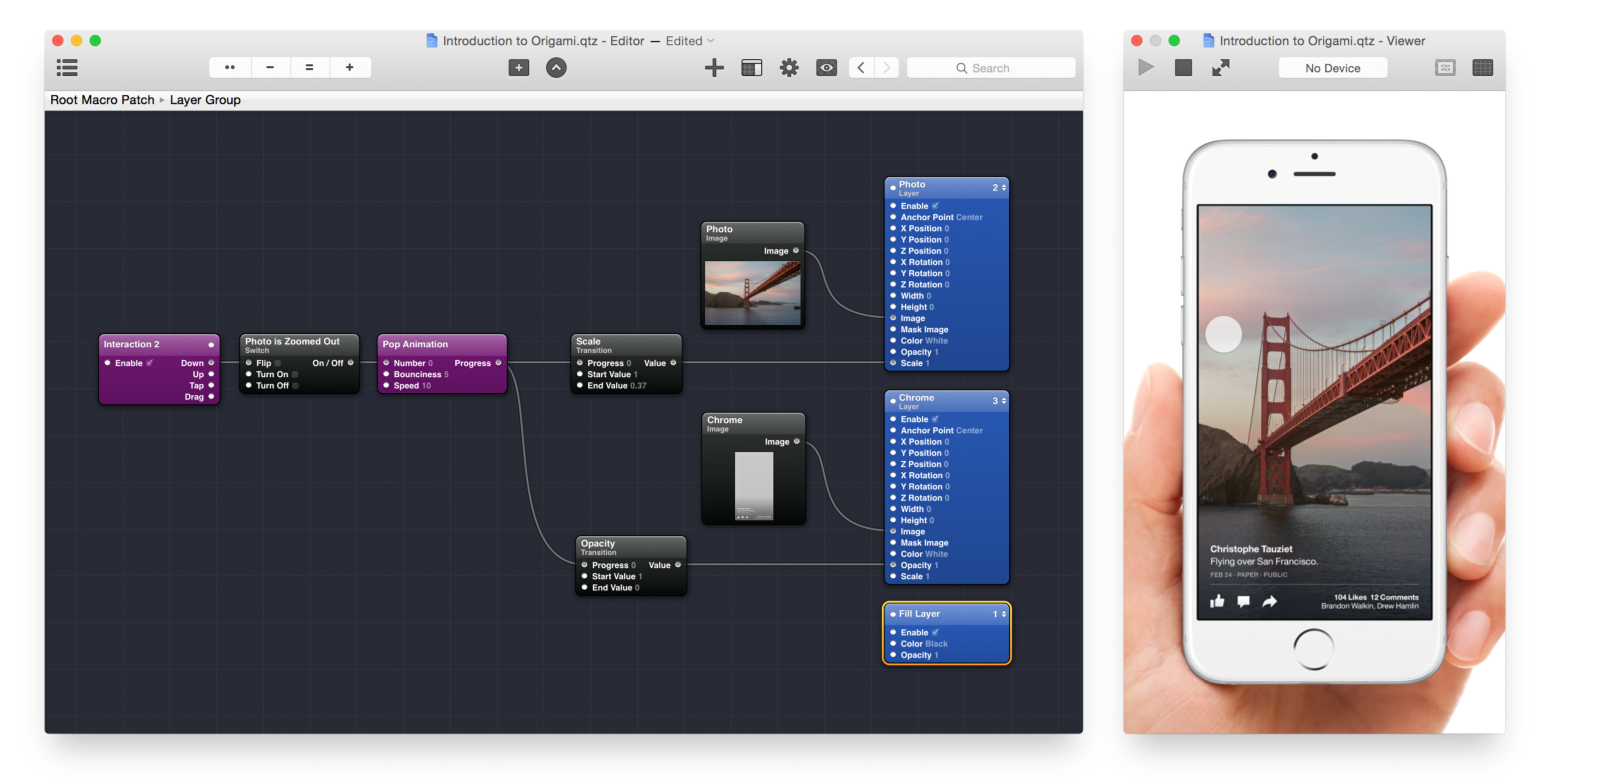 Introduction to Origami.qtz - Editor — Edited
Search
Root Macro Patch ▸ Layer Group
Interaction 2
Enable
Down
Up
Tap
Drag
Photo is Zoomed Out
Switch
Flip
On / Off
Turn On
Turn Off
Pop Animation
Number 0
Progress
Bounciness 5
Speed 10
Scale
Transition
Progress 0
Value
Start Value 1
End Value 0.37
Opacity
Transition
Progress 0
Value
Start Value 1
End Value 0
Photo
Image
Image
Chrome
Image
Image
Photo
2
Layer
Enable
Anchor Point Center
X Position 0
Y Position 0
Z Position 0
X Rotation 0
Y Rotation 0
Z Rotation 0
Width 0
Height 0
Image
Mask Image
Color White
Opacity 1
Scale 1
Chrome
3
Layer
Enable
Anchor Point Center
X Position 0
Y Position 0
Z Position 0
X Rotation 0
Y Rotation 0
Z Rotation 0
Width 0
Height 0
Image
Mask Image
Color White
Opacity 1
Scale 1
Fill Layer
1
Enable
Color Black
Opacity 1
Introduction to Origami.qtz - Viewer
No Device
Christophe Tauziet
Flying over San Francisco.
FEB 24 · PAPER · PUBLIC
104 Likes 12 Comments
Brandon Walkin, Drew Hamlin